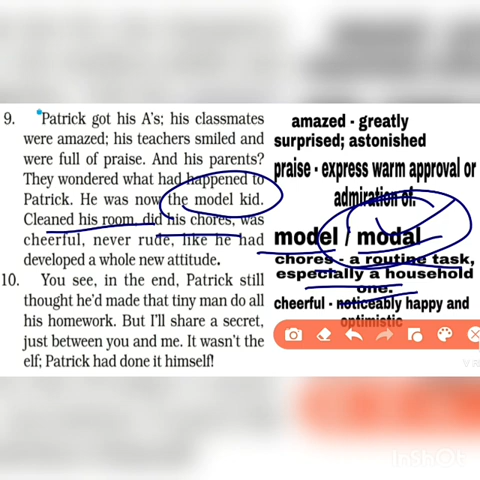 9. Patrick got his A's; his classmates
were amazed; his teachers smiled and
were full of praise. And his parents?
They wondered what had happened to
Patrick. He was now the model kid.
Cleaned his room, did his chores, was
cheerful, never rude, like he had
developed a whole new attitude.
10. You see, in the end, Patrick still
thought he'd made that tiny man do all
his homework. But I'll share a secret,
just between you and me. It wasn't the
elf; Patrick had done it himself!
amazed - greatly
surprised; astonished
praise - express warm approval or
admiration of.
model / modal
chores - a routine task,
especially a household
one.
cheerful - noticeably happy and
optimistic
InShOt